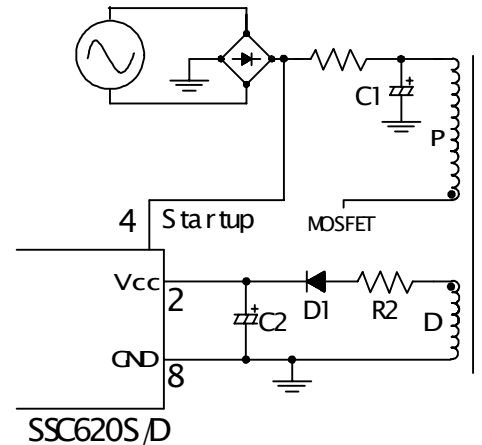 C1
P
4 Startup
MOSFET
Vcc
2
C2
D1
R2
D
GND
8
SSC620S/D